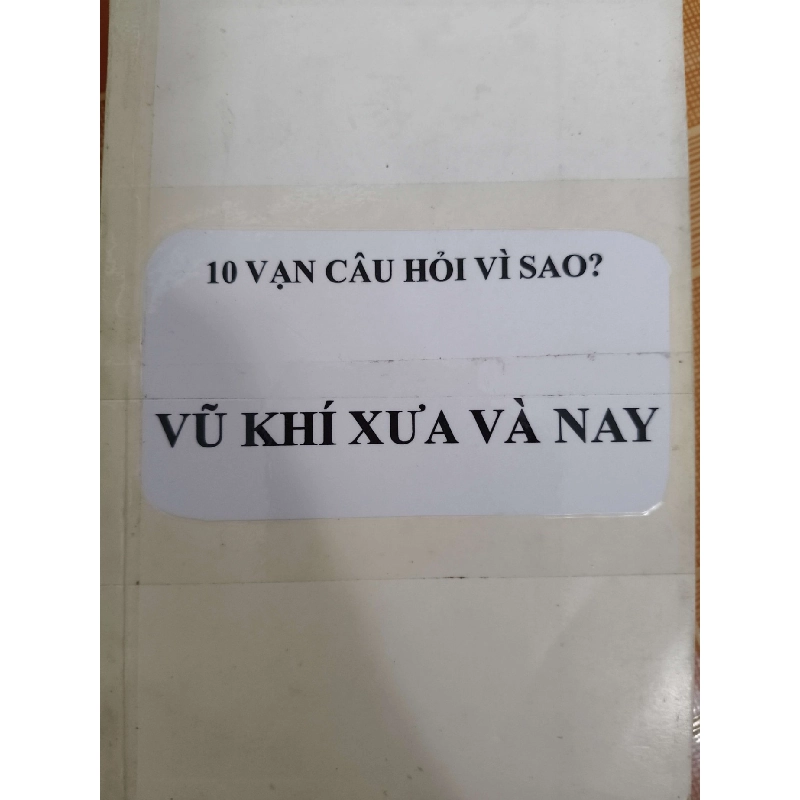 10 VẠN CÂU HỎI VÌ SAO?
VŨ KHÍ XƯA VÀ NAY